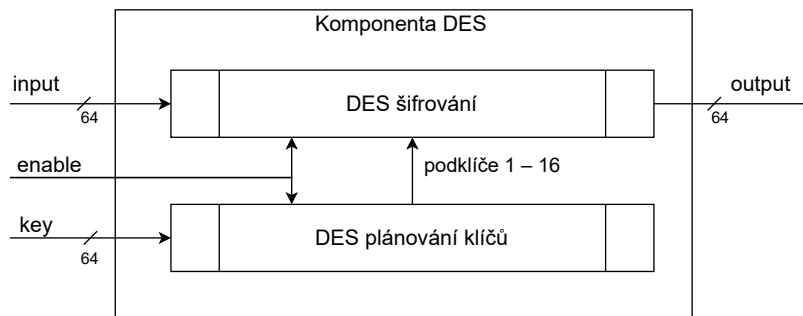 Komponenta DES
input
64
DES šifrování
output
64
enable
podklíče 1 – 16
key
64
DES plánování klíčů